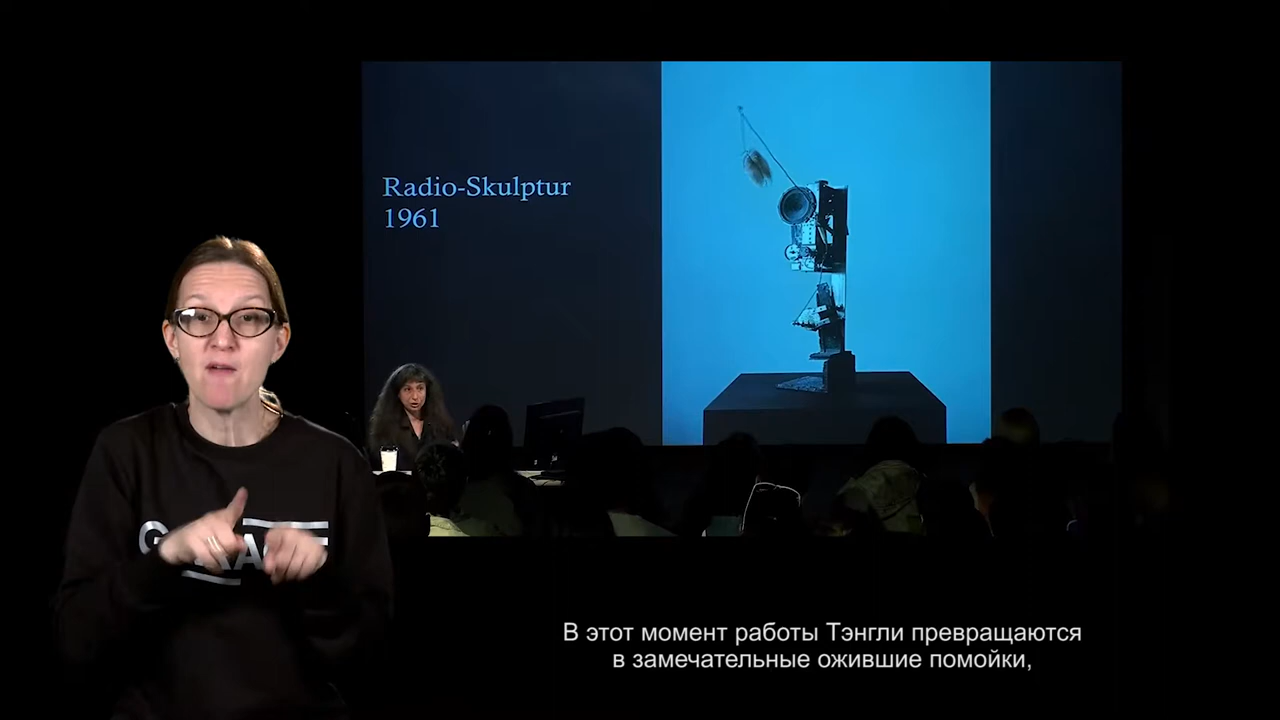 Radio-Skulptur
1961
В этот момент работы Тэнгли превращаются
в замечательные ожившие помойки,